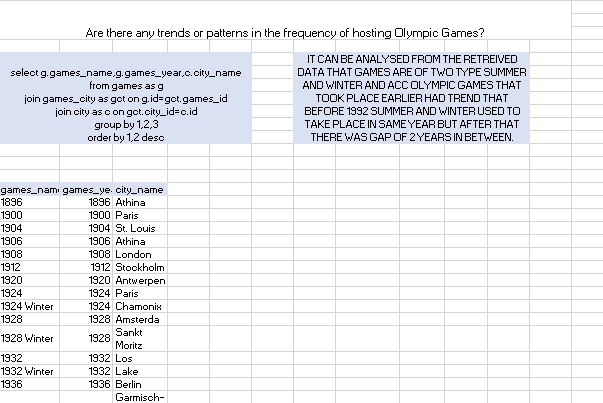 Are there any trends or patterns in the frequency of hosting Olympic Games?
select g.games_name,g.games_year,c.city_name
from games as g
join games_city as gct on g.id=gct.games_id
join city as c on gct.city_id=c.id
group by 1,2,3
order by 1,2 desc
IT CAN BE ANALYSED FROM THE RETREIVED
DATA THAT GAMES ARE OF TWO TYPE SUMMER
AND WINTER AND ACC OLYMPIC GAMES THAT
TOOK PLACE EARLIER HAD TREND THAT
BEFORE 1992 SUMMER AND WINTER USED TO
TAKE PLACE IN SAME YEAR BUT AFTER THAT
THERE WAS GAP OF 2 YEARS IN BETWEEN.
games_nam games_ye city_name
1896 1896 Athina
1900 1900 Paris
1904 1904 St. Louis
1906 1906 Athina
1908 1908 London
1912 1912 Stockholm
1920 1920 Antwerpen
1924 1924 Paris
1924 Winter 1924 Chamonix
1928 1928 Amsterda
1928 Winter 1928 Sankt
Moritz
1932 1932 Los
1932 Winter 1932 Lake
1936 1936 Berlin
Garmisch-